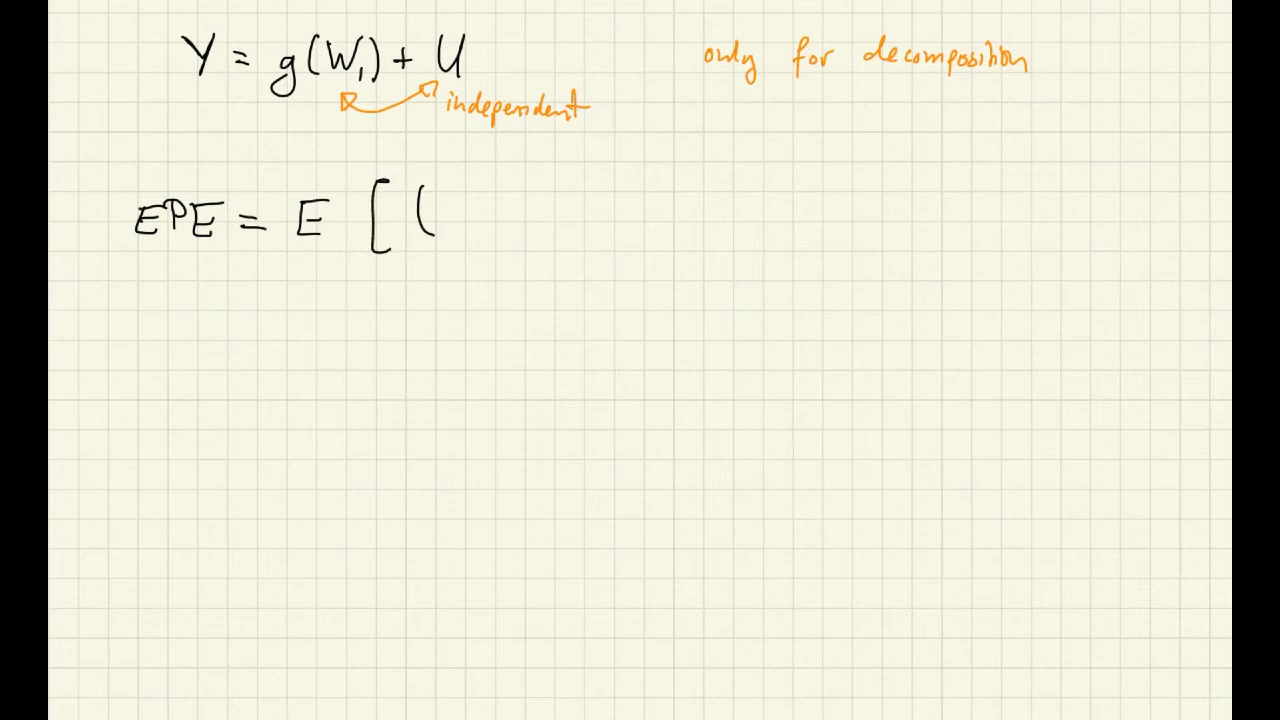 Y = g(W₁) + U only for decomposition
independent
EPE = E [ (